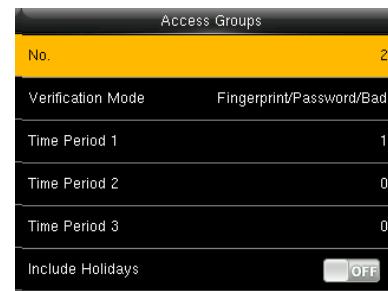 Access Groups
No. 2
Verification Mode Fingerprint/Password/Bad
Time Period 1 1
Time Period 2 0
Time Period 3 0
Include Holidays OFF